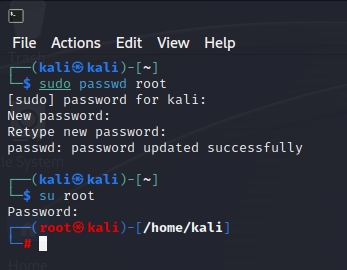 File Actions Edit View Help
┌──(kali㉿kali)-[~]
└─$ sudo passwd root
[sudo] password for kali:
New password:
Retype new password:
passwd: password updated successfully
┌──(kali㉿kali)-[~]
└─$ su root
Password:
┌──(root㉿kali)-[/home/kali]
└─#